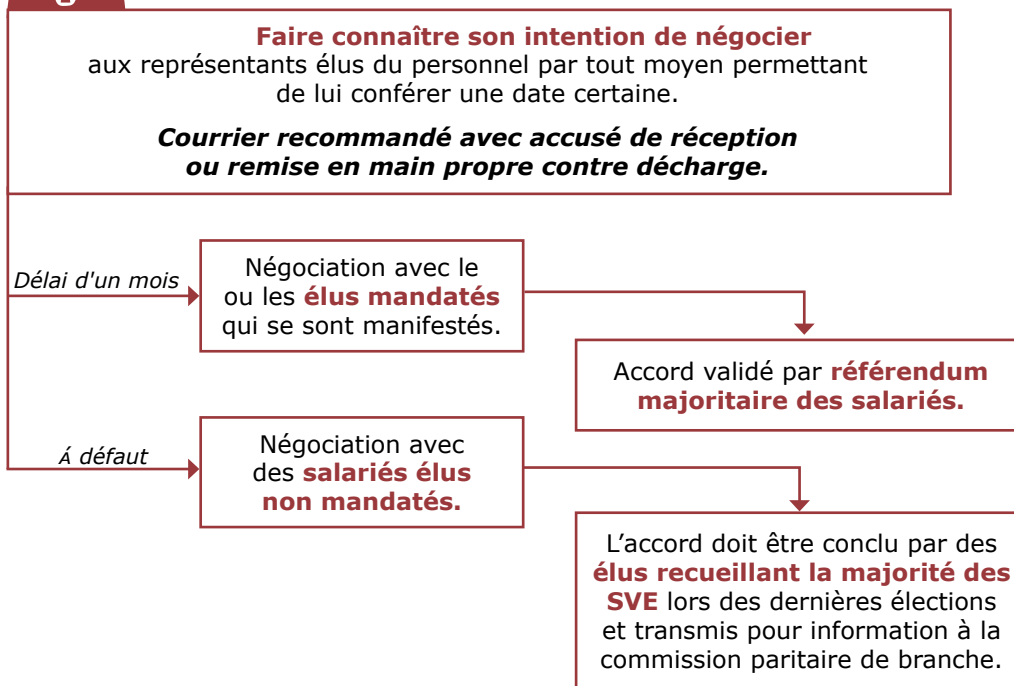 Faire connaître son intention de négocier
aux représentants élus du personnel par tout moyen permettant
de lui conférer une date certaine.
Courrier recommandé avec accusé de réception
ou remise en main propre contre décharge.
Délai d'un mois
Négociation avec le
ou les élus mandatés
qui se sont manifestés.
Accord validé par référendum
majoritaire des salariés.
Á défaut
Négociation avec
des salariés élus
non mandatés.
L'accord doit être conclu par des
élus recueillant la majorité des
SVE lors des dernières élections
et transmis pour information à la
commission paritaire de branche.